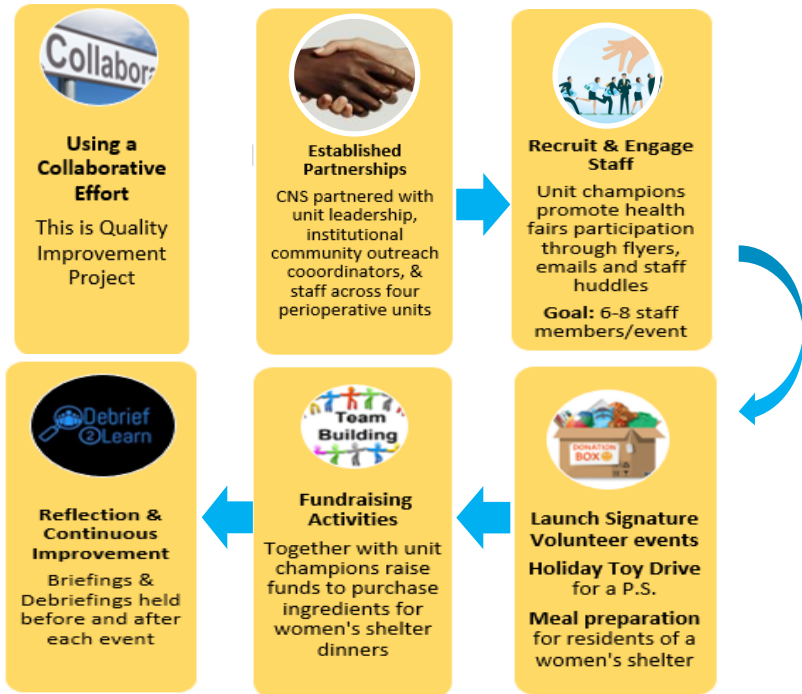 Collabora
Using a
Collaborative
Effort
This is Quality
Improvement
Project
Established
Partnerships
CNS partnered with
unit leadership,
institutional
community outreach
cooordinators, &
staff across four
perioperative units
Recruit & Engage
Staff
Unit champions
promote health
fairs participation
through flyers,
emails and staff
huddles
Goal: 6-8 staff
members/event
DONATION
BOX
Launch Signature
Volunteer events
Holiday Toy Drive
for a P.S.
Meal preparation
for residents of a
women's shelter
Team
Building
Fundraising
Activities
Together with unit
champions raise
funds to purchase
ingredients for
women's shelter
dinners
Debrief
2Learn
Reflection &
Continuous
Improvement
Briefings &
Debriefings held
before and after
each event